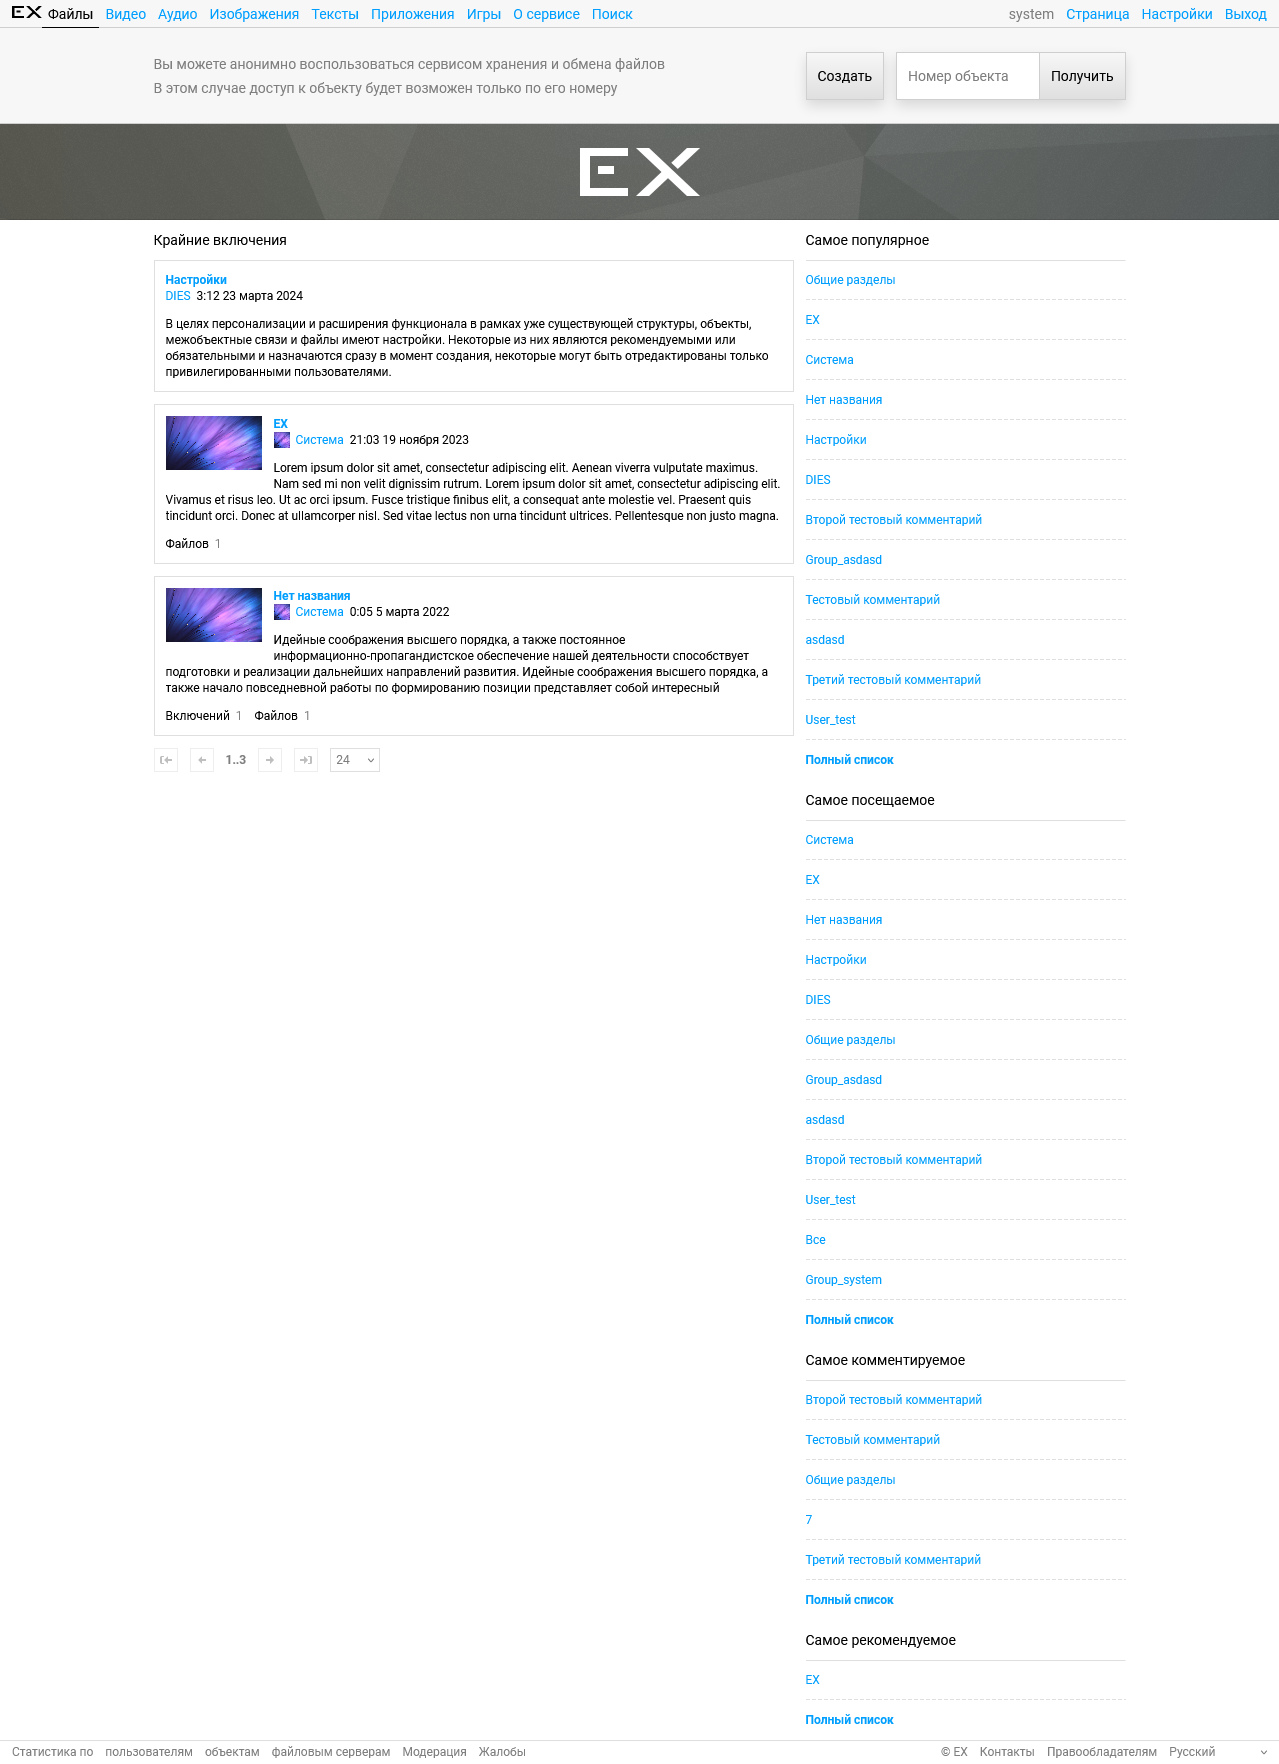 EX Файлы Видео Аудио Изображения Тексты Приложения Игры О сервисе Поиск system Страница Настройки Выход
Вы можете анонимно воспользоваться сервисом хранения и обмена файлов
В этом случае доступ к объекту будет возможен только по его номеру
Создать Номер объекта Получить
EX
Крайние включения
Настройки
DIES 3:12 23 марта 2024
В целях персонализации и расширения функционала в рамках уже существующей структуры, объекты,
межобъектные связи и файлы имеют настройки. Некоторые из них являются рекомендуемыми или
обязательными и назначаются сразу в момент создания, некоторые могут быть отредактированы только
привилегированными пользователями.
EX
Система 21:03 19 ноября 2023
Lorem ipsum dolor sit amet, consectetur adipiscing elit. Aenean viverra vulputate maximus.
Nam sed mi non velit dignissim rutrum. Lorem ipsum dolor sit amet, consectetur adipiscing elit.
Vivamus et risus leo. Ut ac orci ipsum. Fusce tristique finibus elit, a consequat ante molestie vel. Praesent quis
tincidunt orci. Donec at ullamcorper nisl. Sed vitae lectus non urna tincidunt ultrices. Pellentesque non justo magna.
Файлов 1
Нет названия
Система 0:05 5 марта 2022
Идейные соображения высшего порядка, а также постоянное
информационно-пропагандистское обеспечение нашей деятельности способствует
подготовки и реализации дальнейших направлений развития. Идейные соображения высшего порядка, а
также начало повседневной работы по формированию позиции представляет собой интересный
Включений 1 Файлов 1
1..3 24
Самое популярное
Общие разделы
EX
Система
Нет названия
Настройки
DIES
Второй тестовый комментарий
Group_asdasd
Тестовый комментарий
asdasd
Третий тестовый комментарий
User_test
Полный список
Самое посещаемое
Система
EX
Нет названия
Настройки
DIES
Общие разделы
Group_asdasd
asdasd
Второй тестовый комментарий
User_test
Все
Group_system
Полный список
Самое комментируемое
Второй тестовый комментарий
Тестовый комментарий
Общие разделы
7
Третий тестовый комментарий
Полный список
Самое рекомендуемое
EX
Полный список
Статистика по пользователям объектам файловым серверам Модерация Жалобы © EX Контакты Правообладателям Русский